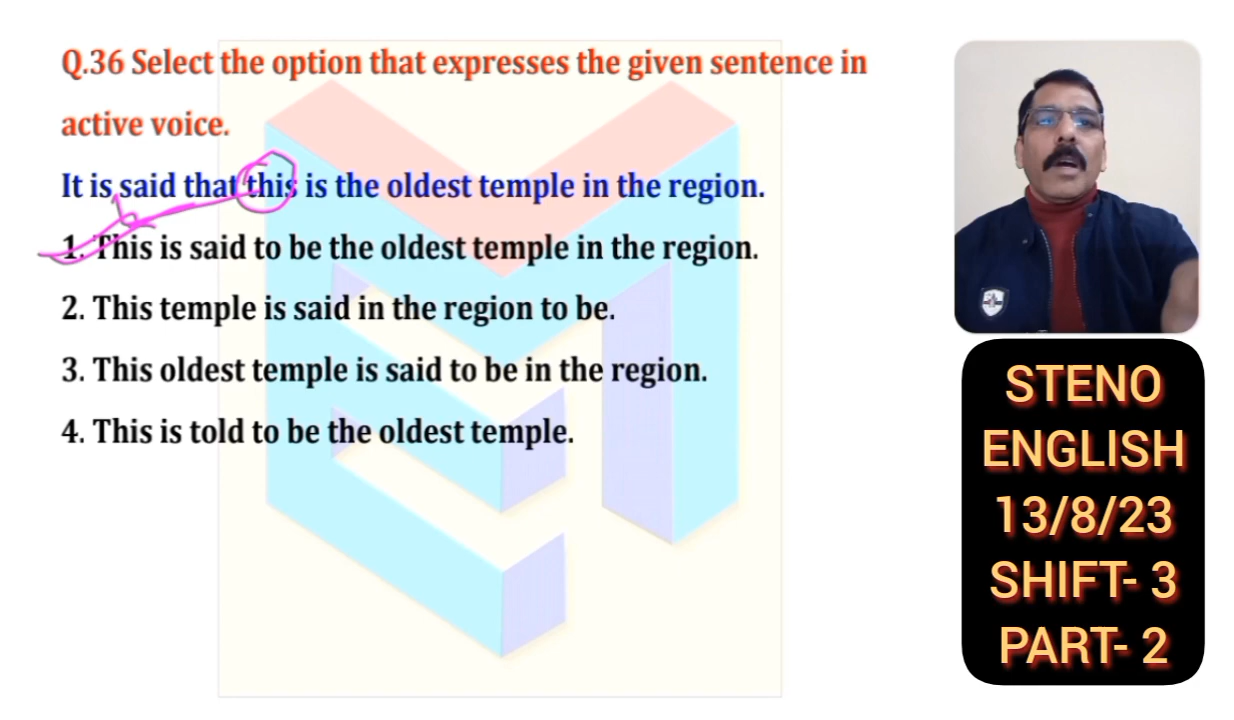 Q.36 Select the option that expresses the given sentence in
active voice.
It is said that this is the oldest temple in the region.
1. This is said to be the oldest temple in the region.
2. This temple is said in the region to be.
3. This oldest temple is said to be in the region.
4. This is told to be the oldest temple.
STENO
ENGLISH
13/8/23
SHIFT- 3
PART- 2